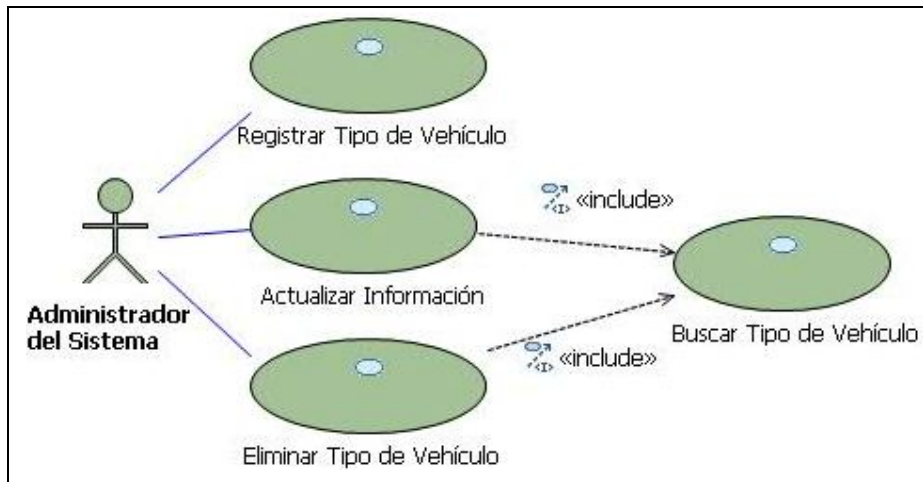 Registrar Tipo de Vehículo
«include»
Actualizar Información
Administrador
del Sistema
Buscar Tipo de Vehículo
«include»
Eliminar Tipo de Vehículo